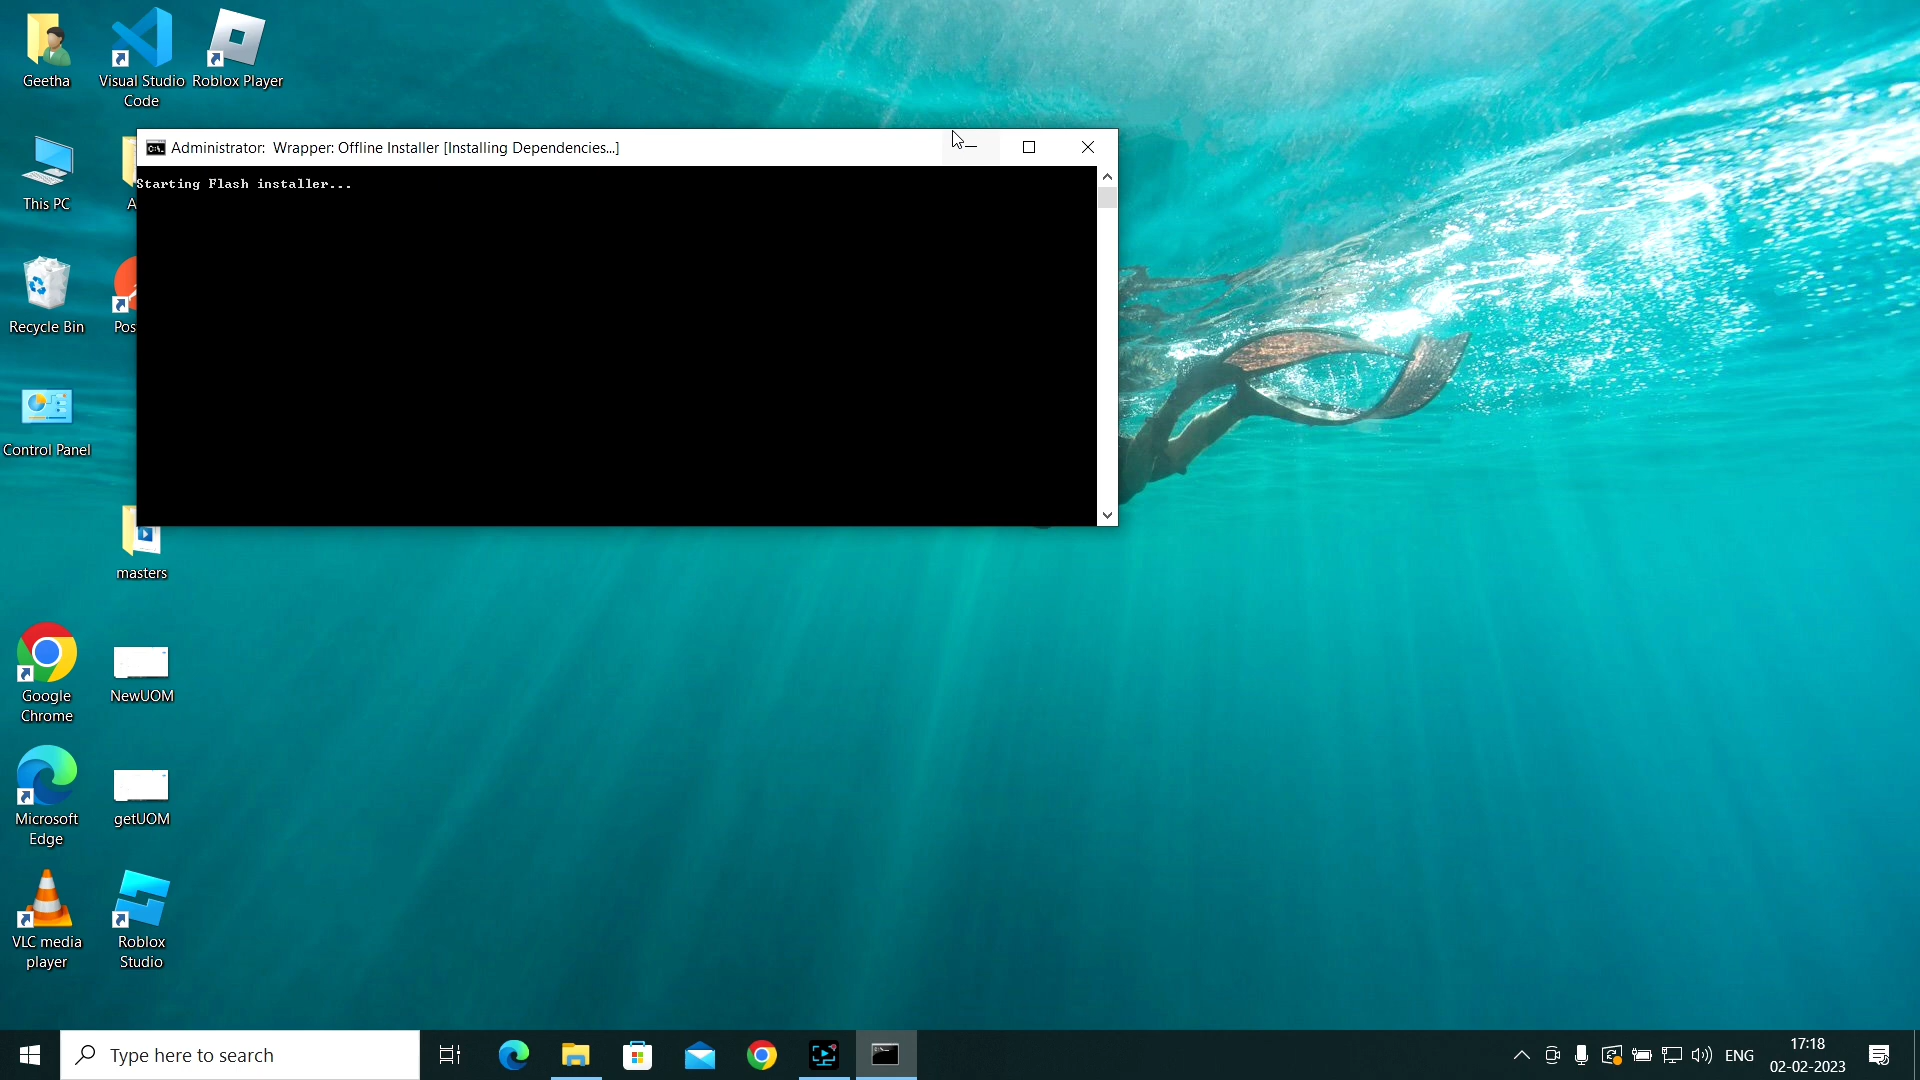 Geetha
Visual Studio
Code
Roblox Player
Administrator:  Wrapper: Offline Installer [Installing Dependencies...]
Starting Flash installer...
This PC
A
Recycle Bin
Pos
Control Panel
masters
Google
Chrome
NewUOM
Microsoft
Edge
getUOM
VLC media
player
Roblox
Studio
Type here to search
ENG
17:18
02-02-2023